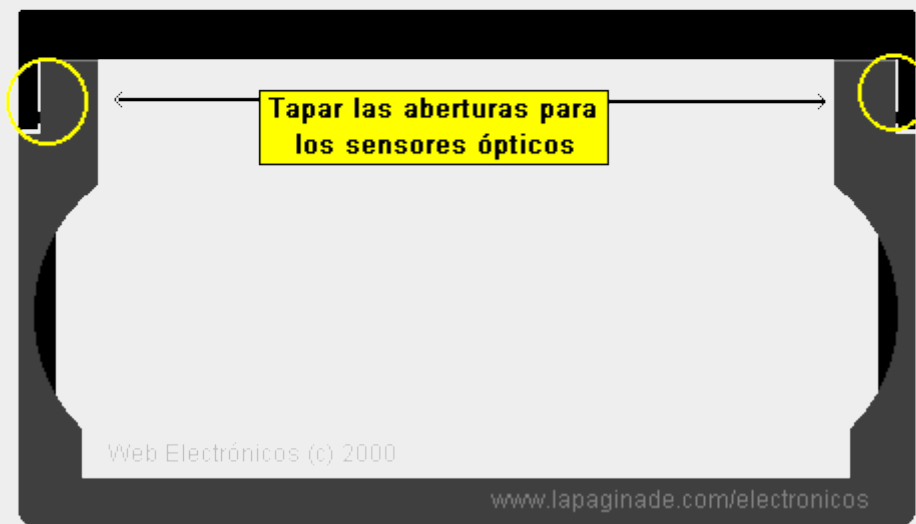 Tapar las aberturas para
los sensores ópticos
Web Electrónicos (c) 2000
www.lapaginade.com/electronicos